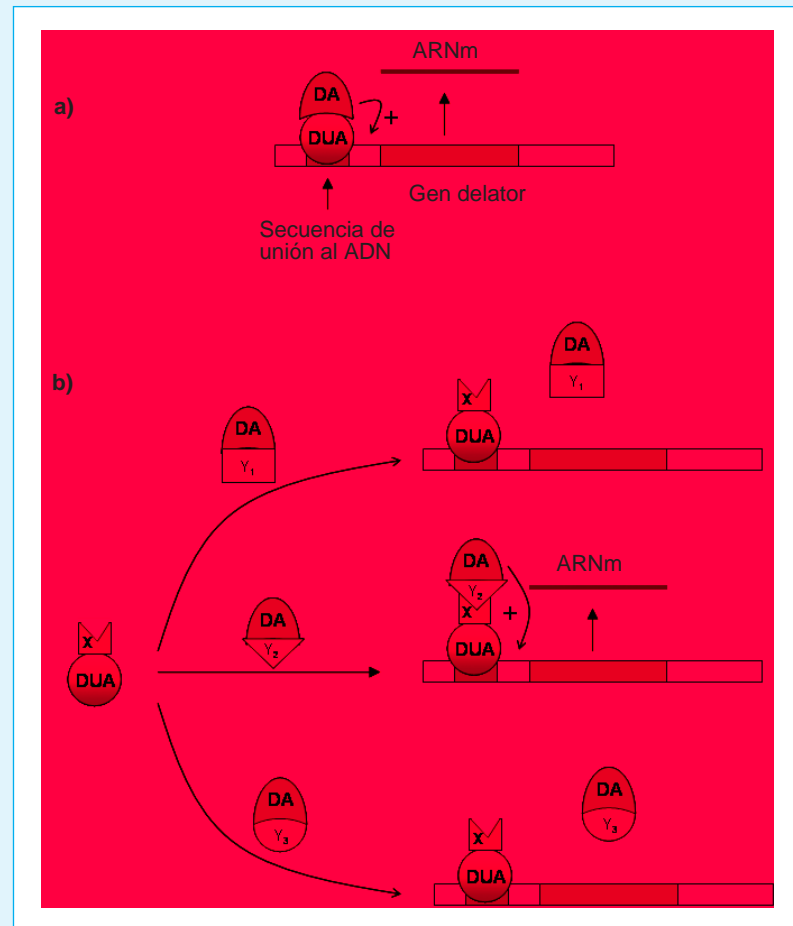 ARNm
a)
DA
+
DUA
Gen delator
Secuencia de
unión al ADN
b)
DA
Y1
X
DUA
DA
Y1
DA
Y2
X
+
DUA
ARNm
DA
Y2
X
DUA
DA
Y3
DA
Y3
X
DUA